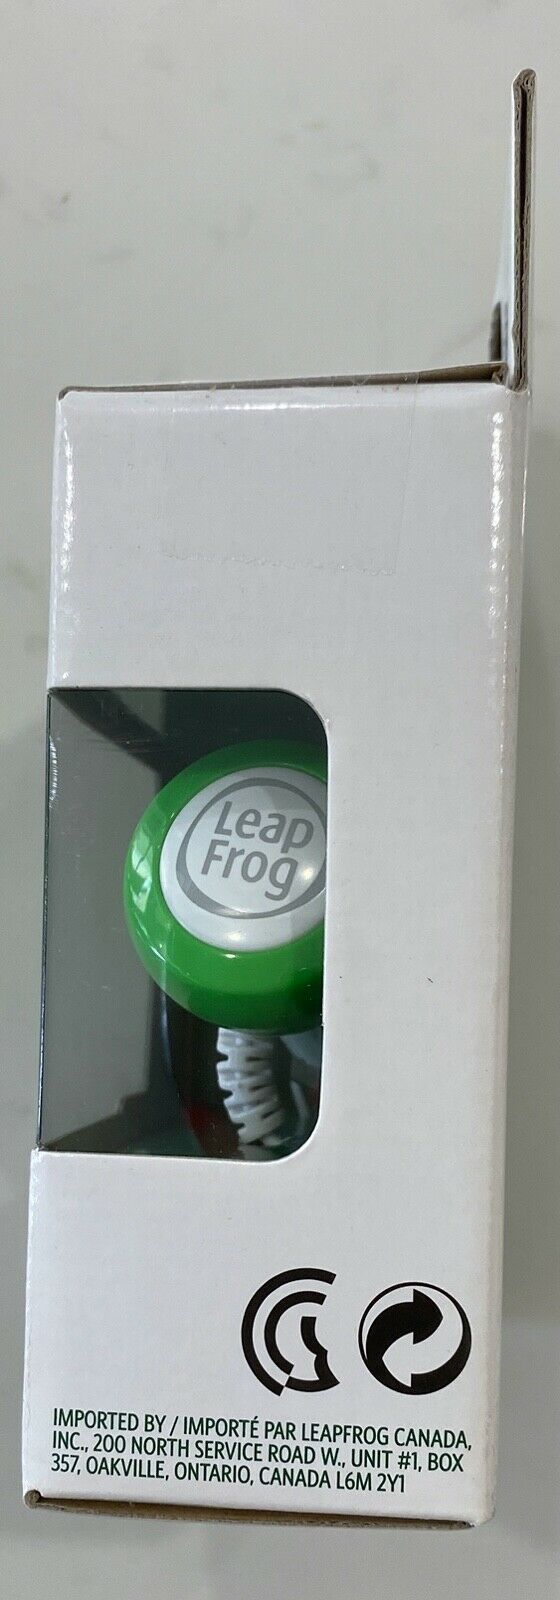 Leap
Frog
IMPORTED BY / IMPORTÉ PAR LEAPFROG CANADA,
INC., 200 NORTH SERVICE ROAD W., UNIT #1, BOX
357, OAKVILLE, ONTARIO, CANADA L6M 2Y1